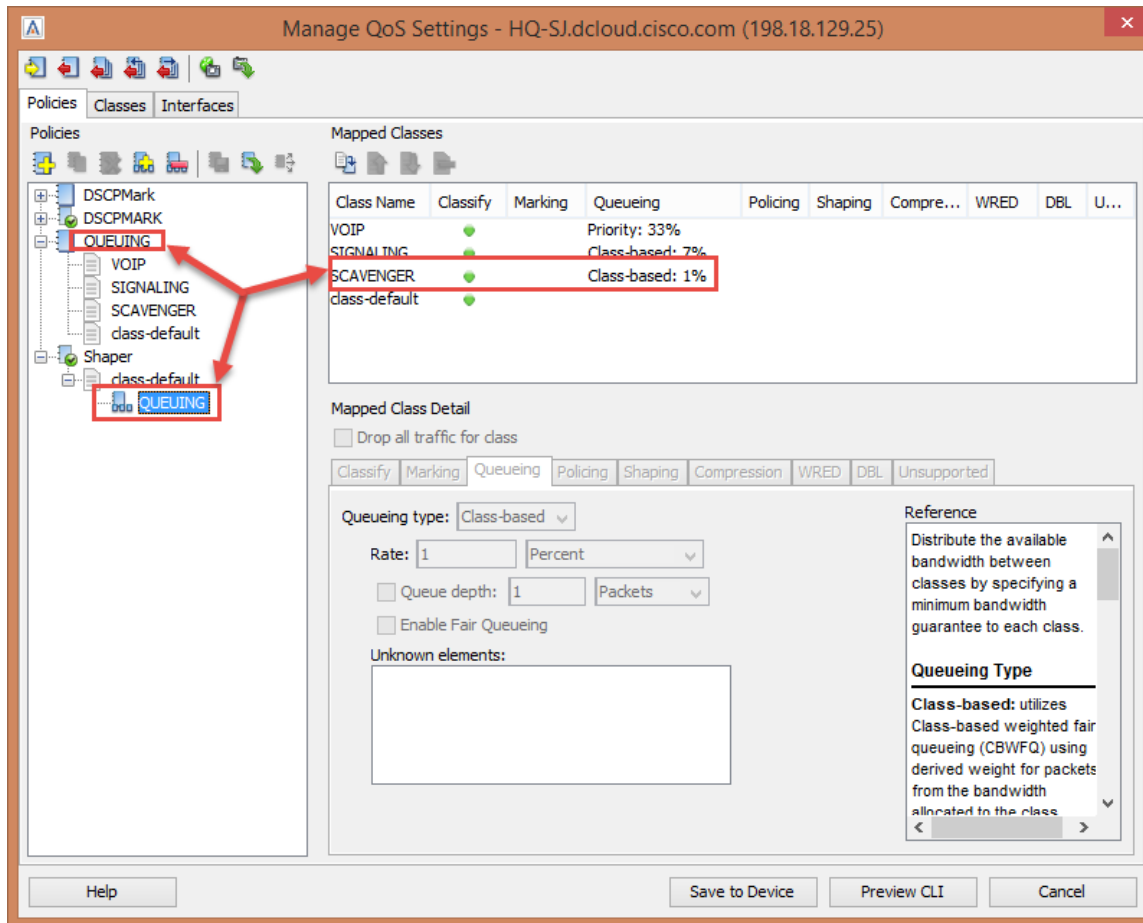 Manage QoS Settings - HQ-SJ.dcloud.cisco.com (198.18.129.25)
Policies Classes Interfaces
Policies
DSCPMark
DSCPMARK
QUEUING
VOIP
SIGNALING
SCAVENGER
class-default
Shaper
class-default
QUEUING
Mapped Classes
Class Name Classify Marking Queueing Policing Shaping Compre... WRED DBL U...
VOIP Priority: 33%
SIGNALING Class-based: 7%
SCAVENGER Class-based: 1%
class-default
Mapped Class Detail
Drop all traffic for class
Classify Marking Queueing Policing Shaping Compression WRED DBL Unsupported
Queueing type: Class-based
Rate: 1 Percent
Queue depth: 1 Packets
Enable Fair Queueing
Unknown elements:
Reference
Distribute the available
bandwidth between
classes by specifying a
minimum bandwidth
guarantee to each class.
Queueing Type
Class-based: utilizes
Class-based weighted fair
queueing (CBWFQ) using
derived weight for packets
from the bandwidth
allocated to the class
Help Save to Device Preview CLI Cancel